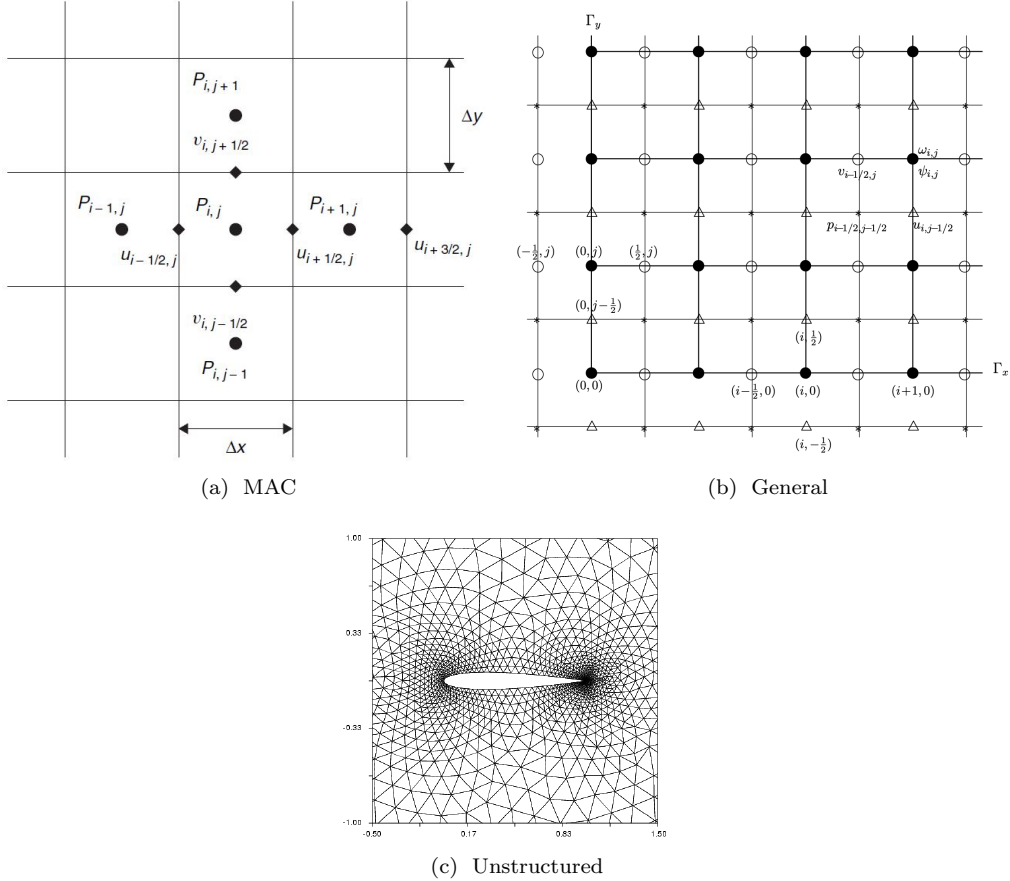 P_{i, j+1}
Δy
v_{i, j+1/2}
P_{i−1, j} P_{i, j} P_{i+1, j}
u_{i−1/2, j} u_{i+1/2, j} u_{i+3/2, j}
v_{i, j−1/2}
P_{i, j−1}
Δx
(a) MAC
Γ_y
ω_{i,j}
v_{i−1/2,j} ψ_{i,j}
p_{i−1/2,j−1/2} u_{i,j−1/2}
(−1/2, j) (0, j) (1/2, j)
(0, j−1/2)
(i, 1/2)
Γ_x
(0,0) (i−1/2, 0) (i, 0) (i+1, 0)
(i, −1/2)
(b) General
1.00
0.33
-0.33
-1.00
-0.50 0.17 0.83 1.50
(c) Unstructured